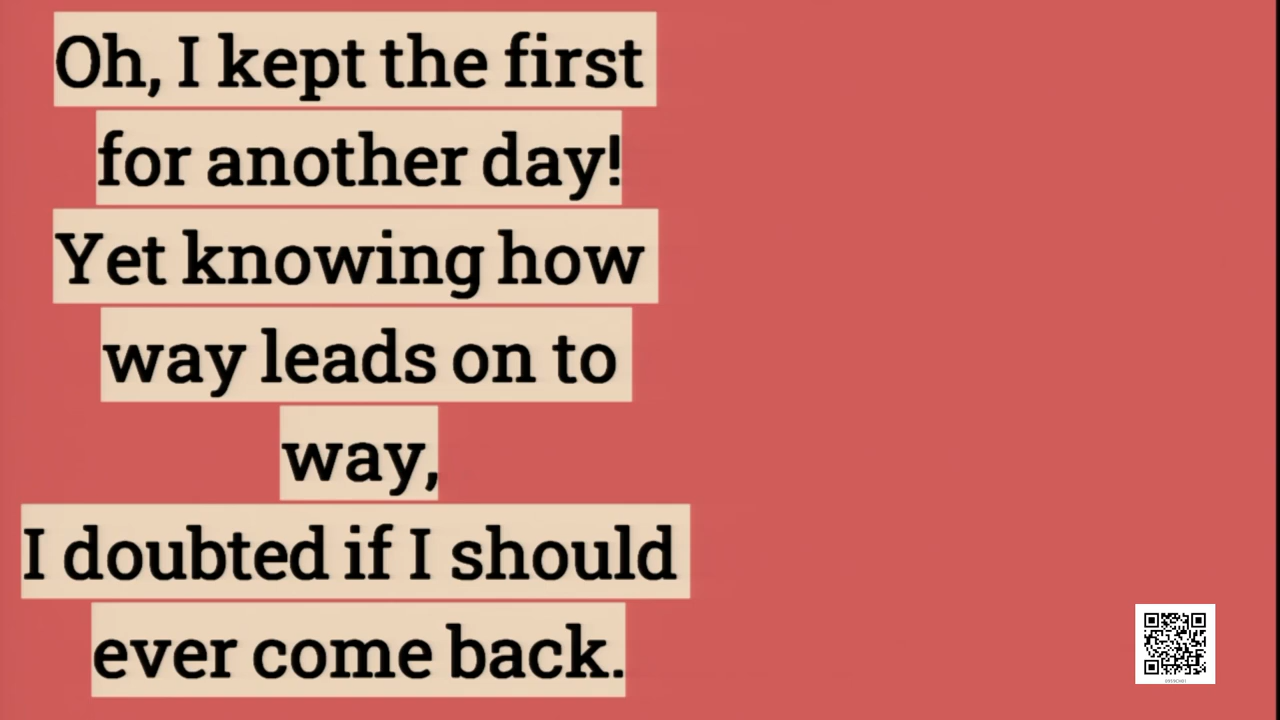 Oh, I kept the first
for another day!
Yet knowing how
way leads on to
way,
I doubted if I should
ever come back.